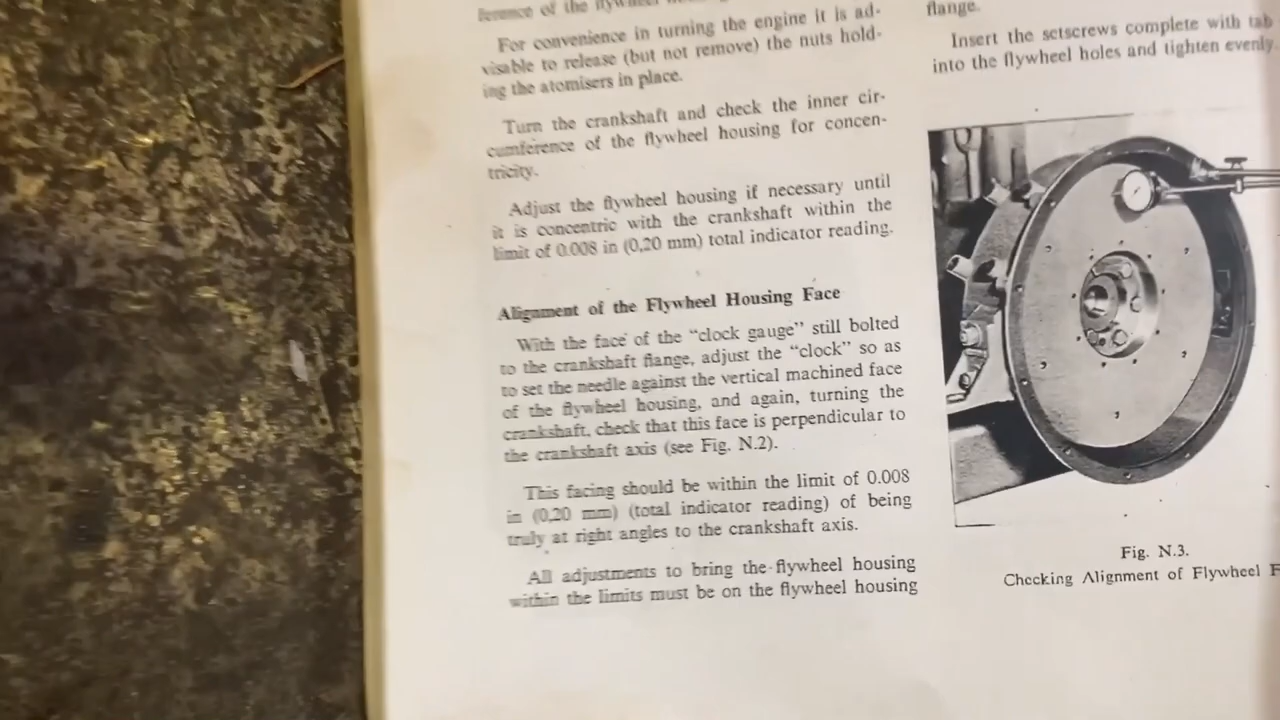 ference of the flywheel
For convenience in turning the engine it is ad-
visable to release (but not remove) the nuts hold-
ing the atomisers in place.
Turn the crankshaft and check the inner cir-
cumference of the flywheel housing for concen-
tricity.
Adjust the flywheel housing if necessary until
it is concentric with the crankshaft within the
limit of 0.008 in (0,20 mm) total indicator reading.
Alignment of the Flywheel Housing Face
With the face of the "clock gauge" still bolted
to the crankshaft flange, adjust the "clock" so as
to set the needle against the vertical machined face
of the flywheel housing, and again, turning the
crankshaft, check that this face is perpendicular to
the crankshaft axis (see Fig. N.2).
This facing should be within the limit of 0.008
in (0,20 mm) (total indicator reading) of being
truly at right angles to the crankshaft axis.
All adjustments to bring the flywheel housing
within the limits must be on the flywheel housing
flange.
Insert the setscrews complete with tab
into the flywheel holes and tighten evenly.
Fig. N.3.
Checking Alignment of Flywheel F